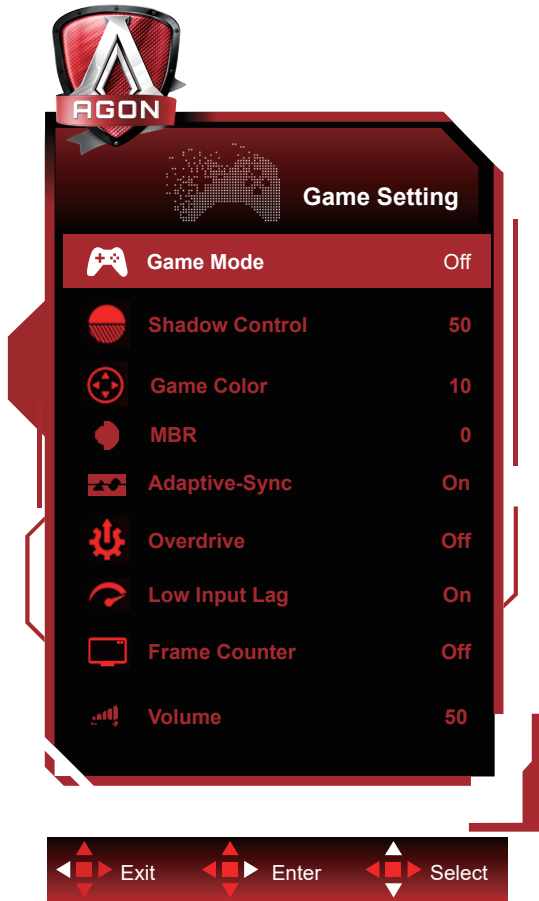 AGON
Game Setting
Game Mode Off
Shadow Control 50
Game Color 10
MBR 0
Adaptive-Sync On
Overdrive Off
Low Input Lag On
Frame Counter Off
Volume 50
Exit Enter Select